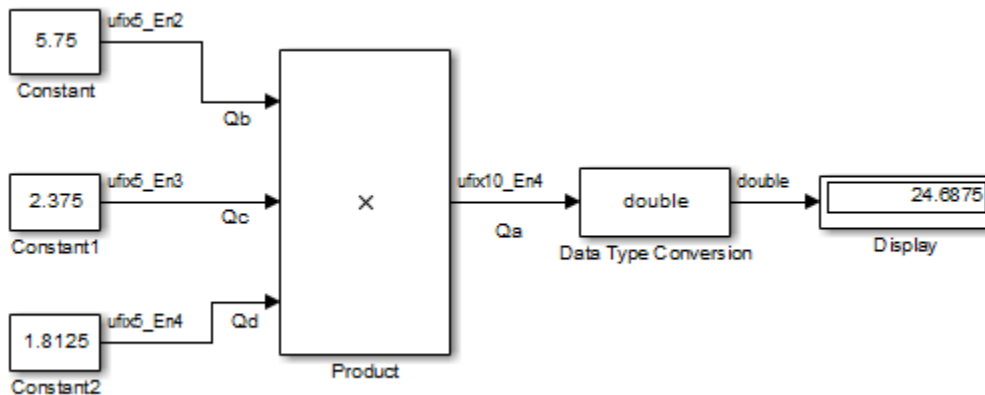 ufix5_En2
5.75
Constant
Qb
ufix5_En3
2.375
Constant1
Qc
ufix5_En4
1.8125
Constant2
Qd
×
Product
ufix10_En4
Qa
double
Data Type Conversion
double
24.6875
Display